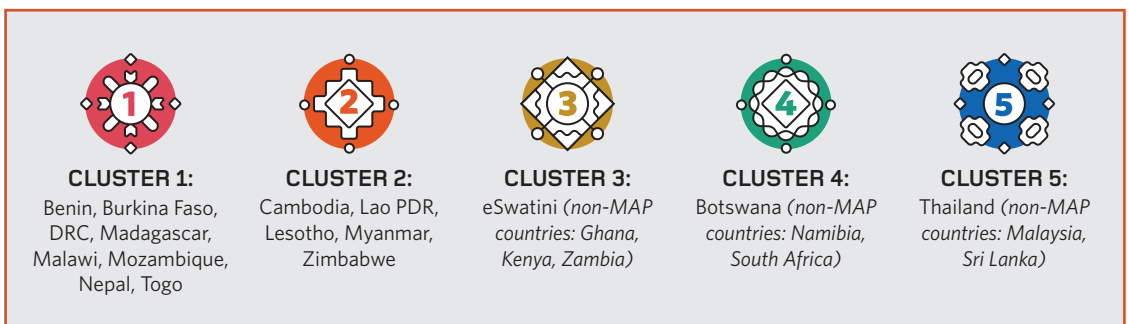 1
CLUSTER 1:
Benin, Burkina Faso,
DRC, Madagascar,
Malawi, Mozambique,
Nepal, Togo
2
CLUSTER 2:
Cambodia, Lao PDR,
Lesotho, Myanmar,
Zimbabwe
3
CLUSTER 3:
eSwatini (non-MAP
countries: Ghana,
Kenya, Zambia)
4
CLUSTER 4:
Botswana (non-MAP
countries: Namibia,
South Africa)
5
CLUSTER 5:
Thailand (non-MAP
countries: Malaysia,
Sri Lanka)